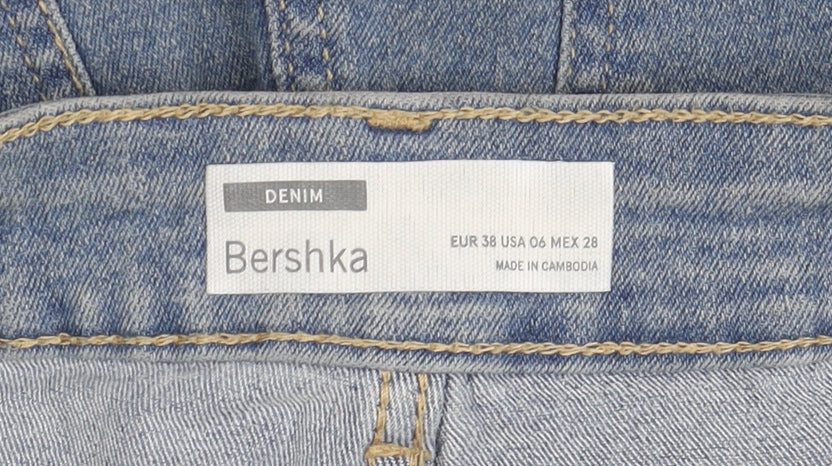 DENIM
Bershka
EUR 38 USA 06 MEX 28
MADE IN CAMBODIA